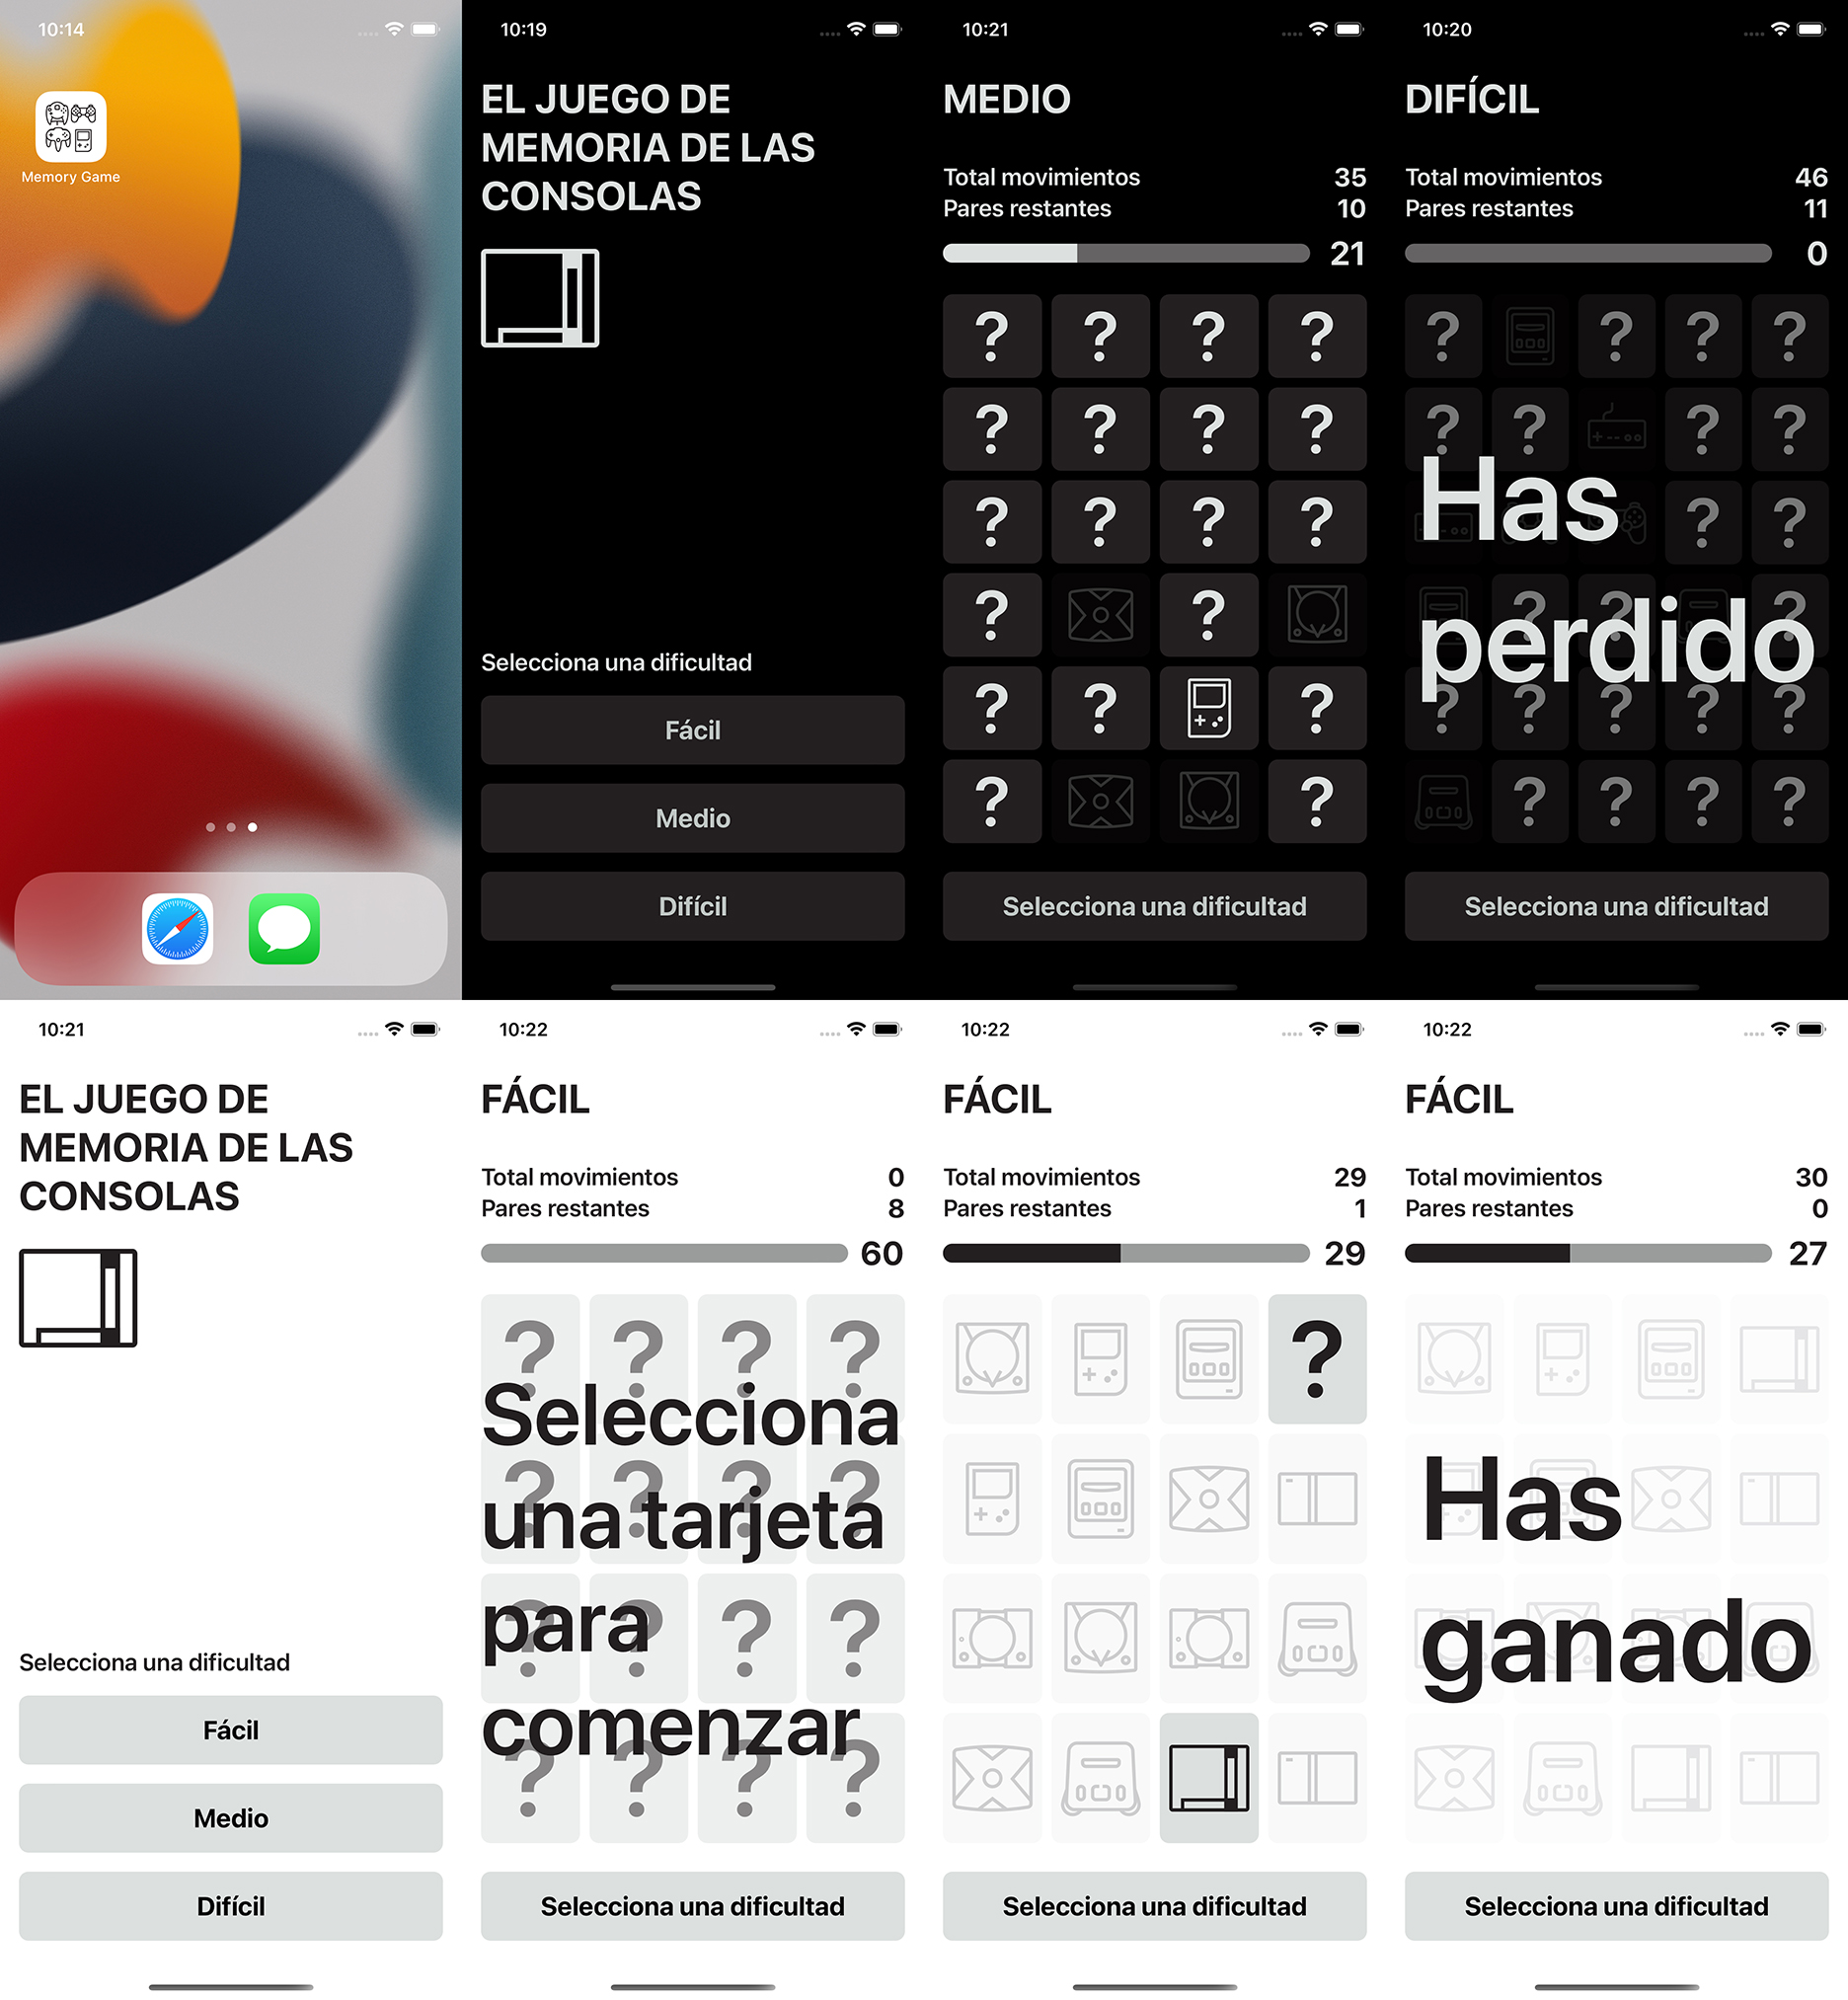 10:14
Memory Game
10:19
EL JUEGO DE
MEMORIA DE LAS
CONSOLAS
Selecciona una dificultad
Fácil
Medio
Difícil
10:21
MEDIO
Total movimientos 35
Pares restantes 10
21
? ? ? ?
? ? ? ?
? ? ? ?
? ?
? ? ?
? ?
Selecciona una dificultad
10:20
DIFÍCIL
Total movimientos 46
Pares restantes 11
0
? ? ? ?
? ? ? ?
? ?
? ? ?
? ? ? ? ?
? ? ? ?
Has
perdido
Selecciona una dificultad
10:21
EL JUEGO DE
MEMORIA DE LAS
CONSOLAS
Selecciona una dificultad
Fácil
Medio
Difícil
10:22
FÁCIL
Total movimientos 0
Pares restantes 8
60
? ? ? ?
? ? ? ?
? ? ? ?
? ? ? ?
Selecciona
una tarjeta
para
comenzar
Selecciona una dificultad
10:22
FÁCIL
Total movimientos 29
Pares restantes 1
29
?
Selecciona una dificultad
10:22
FÁCIL
Total movimientos 30
Pares restantes 0
27
Has
ganado
Selecciona una dificultad